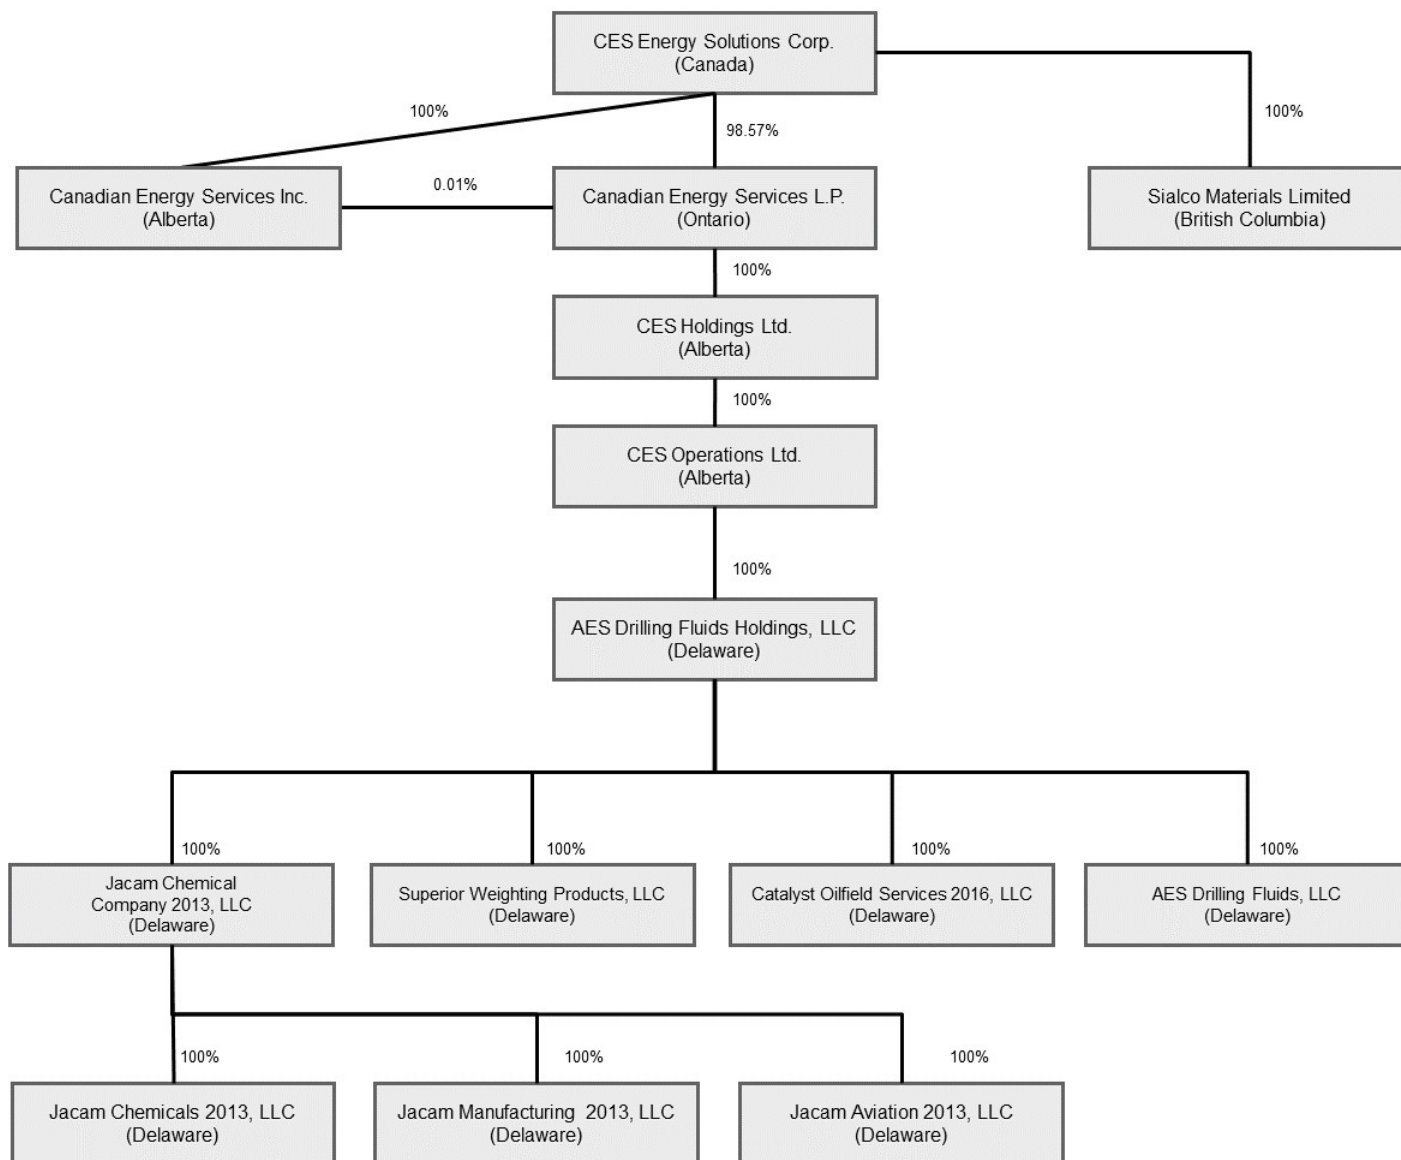 CES Energy Solutions Corp.
(Canada)
100%
98.57%
100%
Canadian Energy Services Inc.
(Alberta)
0.01%
Canadian Energy Services L.P.
(Ontario)
Sialco Materials Limited
(British Columbia)
100%
CES Holdings Ltd.
(Alberta)
100%
CES Operations Ltd.
(Alberta)
100%
AES Drilling Fluids Holdings, LLC
(Delaware)
100%
100%
100%
100%
Jacam Chemical
Company 2013, LLC
(Delaware)
Superior Weighting Products, LLC
(Delaware)
Catalyst Oilfield Services 2016, LLC
(Delaware)
AES Drilling Fluids, LLC
(Delaware)
100%
100%
100%
Jacam Chemicals 2013, LLC
(Delaware)
Jacam Manufacturing 2013, LLC
(Delaware)
Jacam Aviation 2013, LLC
(Delaware)